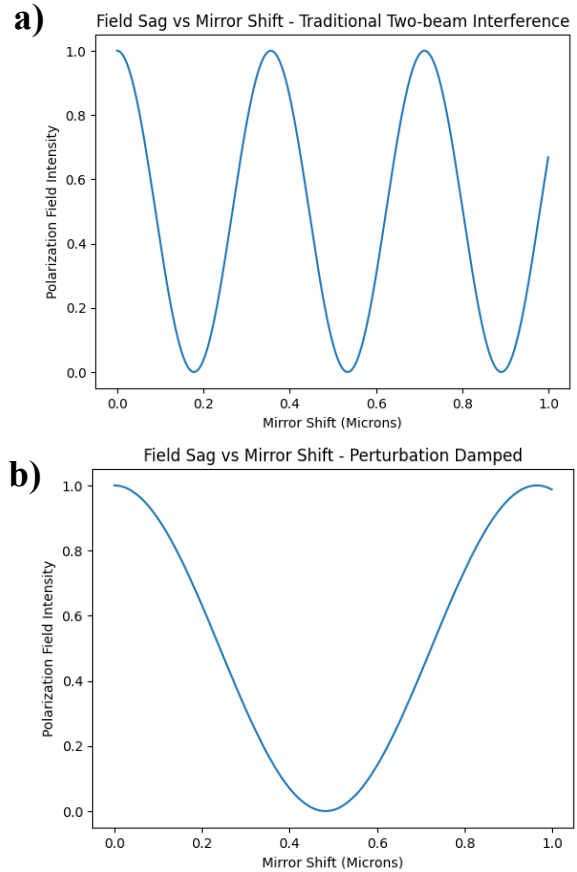 a)
Field Sag vs Mirror Shift - Traditional Two-beam Interference
Polarization Field Intensity
1.0
0.8
0.6
0.4
0.2
0.0
0.0 0.2 0.4 0.6 0.8 1.0
Mirror Shift (Microns)
b)
Field Sag vs Mirror Shift - Perturbation Damped
Polarization Field Intensity
1.0
0.8
0.6
0.4
0.2
0.0
0.0 0.2 0.4 0.6 0.8 1.0
Mirror Shift (Microns)